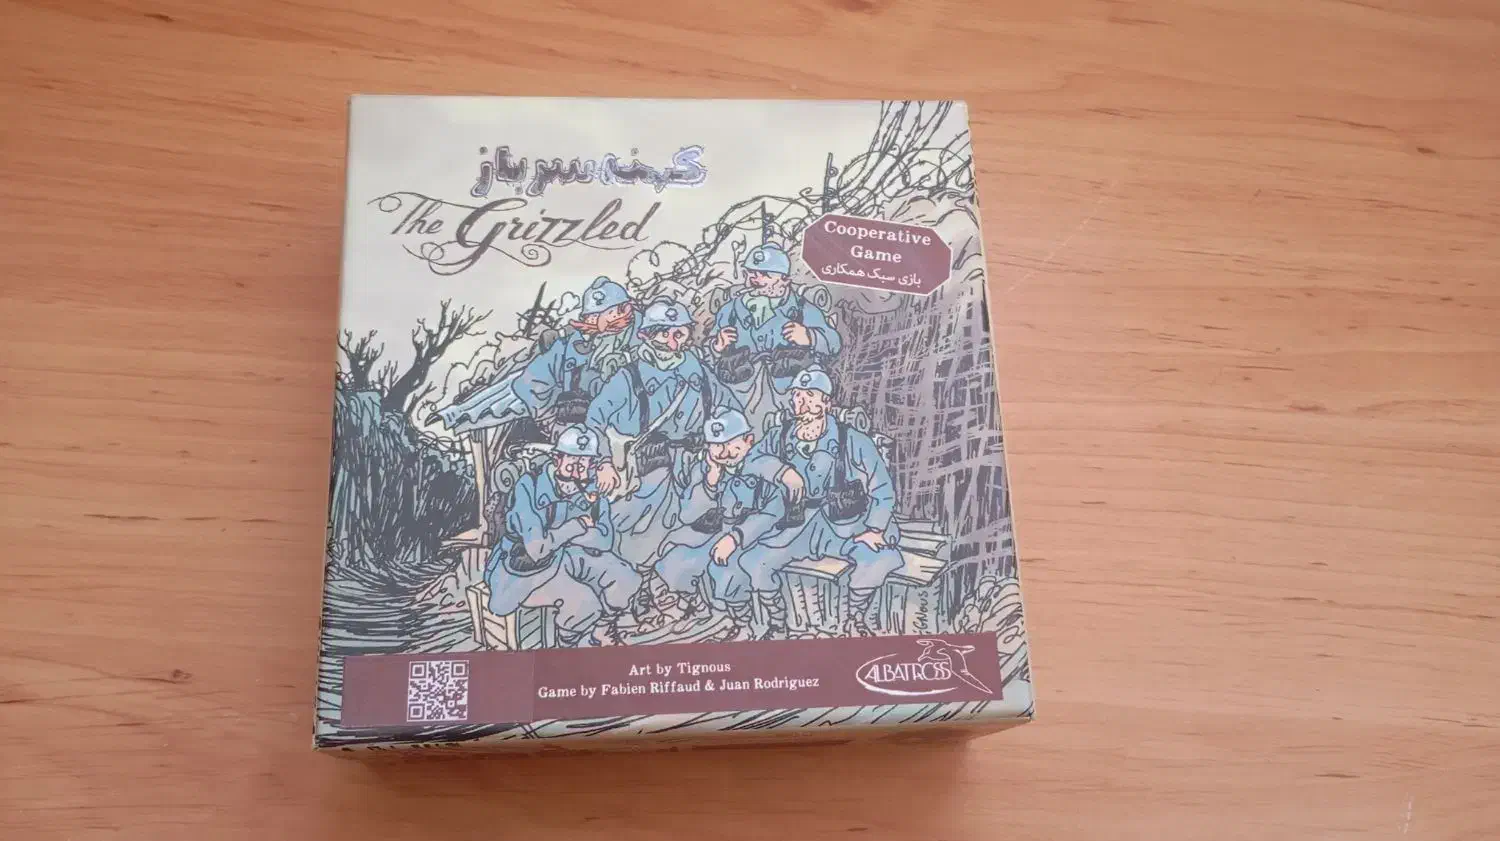 کهنه سرباز
The Grizzled
Cooperative
Game
بازی سبک همکاری
Art by Tignous
Game by Fabien Riffaud & Juan Rodriguez
ALBATROSS